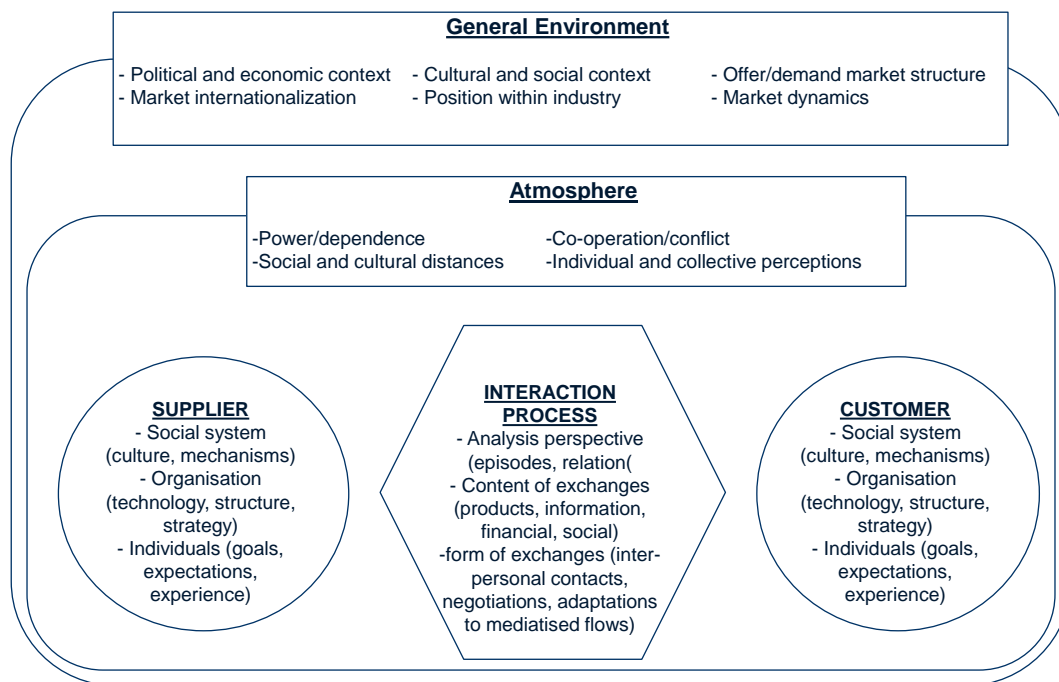 General Environment
- Political and economic context
- Cultural and social context
- Offer/demand market structure
- Market internationalization
- Position within industry
- Market dynamics
Atmosphere
-Power/dependence
-Co-operation/conflict
-Social and cultural distances
-Individual and collective perceptions
SUPPLIER
- Social system
(culture, mechanisms)
- Organisation
(technology, structure,
strategy)
- Individuals (goals,
expectations,
experience)
INTERACTION
PROCESS
- Analysis perspective
(episodes, relation(
- Content of exchanges
(products, information,
financial, social)
-form of exchanges (inter-
personal contacts,
negotiations, adaptations
to mediatised flows)
CUSTOMER
- Social system
(culture, mechanisms)
- Organisation
(technology, structure,
strategy)
- Individuals (goals,
expectations,
experience)